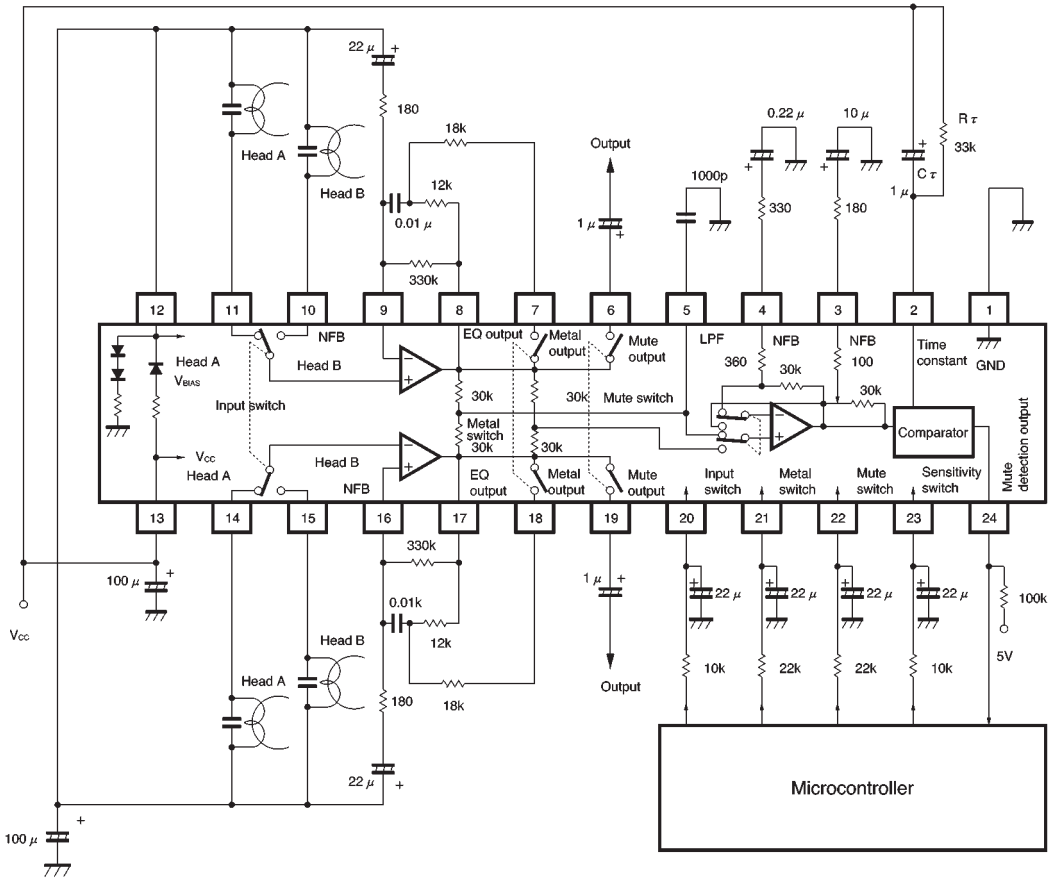 22 μ
+
180
18k
12k
0.01 μ
330k
Head A
Head B
Output
1 μ
+
1000p
0.22 μ
+
330
10 μ
+
180
+
C τ
1 μ
R τ
33k
12
11
10
9
8
7
6
5
4
3
2
1
Head A
VBIAS
VCC
Input switch
NFB
Head B
−
+
EQ output
Metal output
Mute output
30k
30k
Mute switch
LPF
NFB
360
30k
NFB
100
30k
Time constant
GND
−
+
Comparator
Metal switch
30k
30k
Head A
Head B
NFB
−
+
EQ output
Metal output
Mute output
Input switch
Metal switch
Mute switch
Sensitivity switch
Mute detection output
13
14
15
16
17
18
19
20
21
22
23
24
100 μ
+
VCC
330k
0.01k
12k
18k
180
22 μ
+
Head A
Head B
1 μ
+
Output
+
22 μ
+
22 μ
+
22 μ
+
22 μ
100k
5V
10k
22k
22k
10k
Microcontroller
100 μ
+